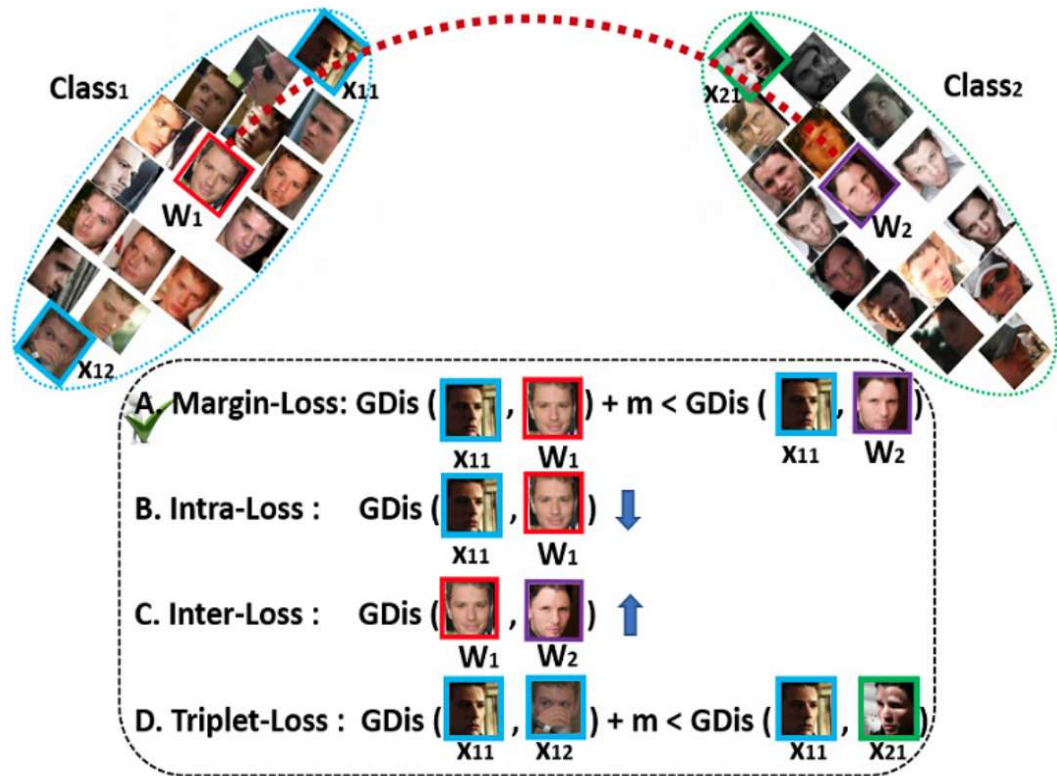 Class1
x11
W1
x12
x21
Class2
W2
A. Margin-Loss: GDis ( , ) + m < GDis ( , )
x11 W1 x11 W2
B. Intra-Loss : GDis ( , )
x11 W1
C. Inter-Loss : GDis ( , )
W1 W2
D. Triplet-Loss : GDis ( , ) + m < GDis ( , )
x11 x12 x11 x21